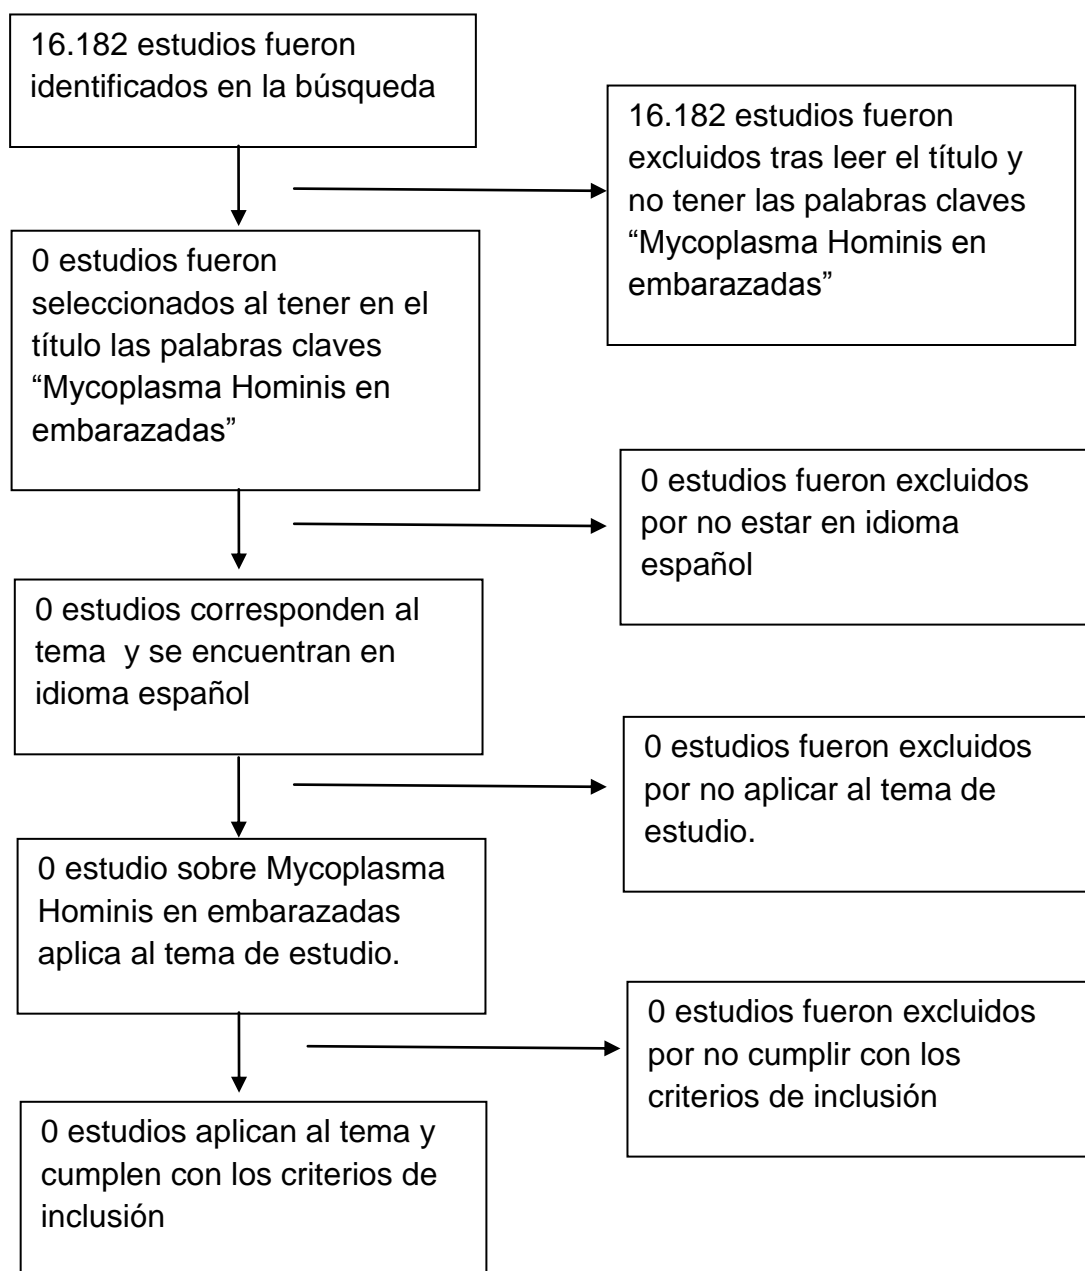 16.182 estudios fueron
identificados en la búsqueda
16.182 estudios fueron
excluidos tras leer el título y
no tener las palabras claves
“Mycoplasma Hominis en
embarazadas”
0 estudios fueron
seleccionados al tener en el
título las palabras claves
“Mycoplasma Hominis en
embarazadas”
0 estudios fueron excluidos
por no estar en idioma
español
0 estudios corresponden al
tema y se encuentran en
idioma español
0 estudios fueron excluidos
por no aplicar al tema de
estudio.
0 estudio sobre Mycoplasma
Hominis en embarazadas
aplica al tema de estudio.
0 estudios fueron excluidos
por no cumplir con los
criterios de inclusión
0 estudios aplican al tema y
cumplen con los criterios de
inclusión